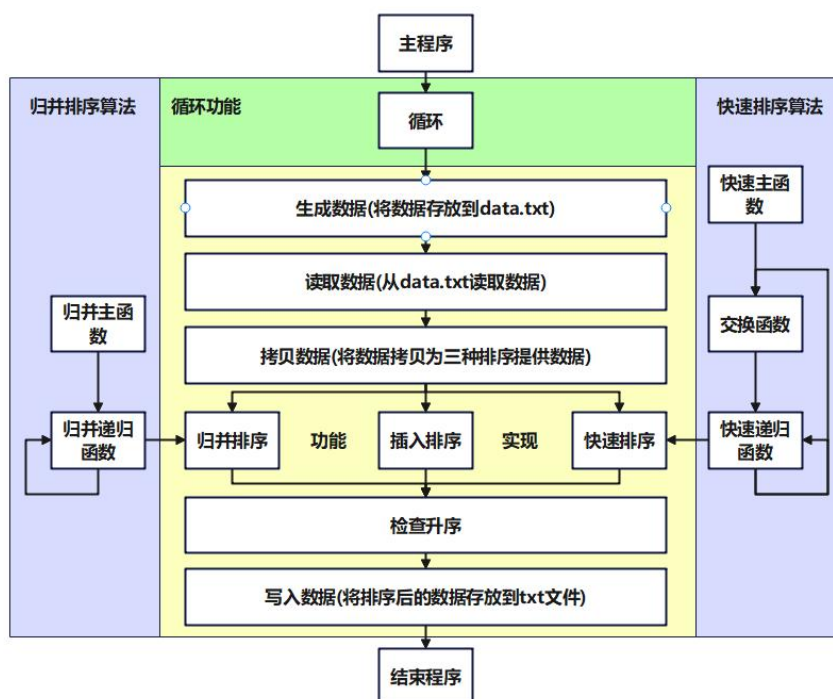 主程序
归并排序算法
循环功能
快速排序算法
循环
生成数据(将数据存放到data.txt)
快速主函
数
读取数据(从data.txt读取数据)
归并主函
数
交换函数
拷贝数据(将数据拷贝为三种排序提供数据)
归并递归
函数
归并排序
功能
插入排序
实现
快速排序
快速递归
函数
检查升序
写入数据(将排序后的数据存放到txt文件)
结束程序